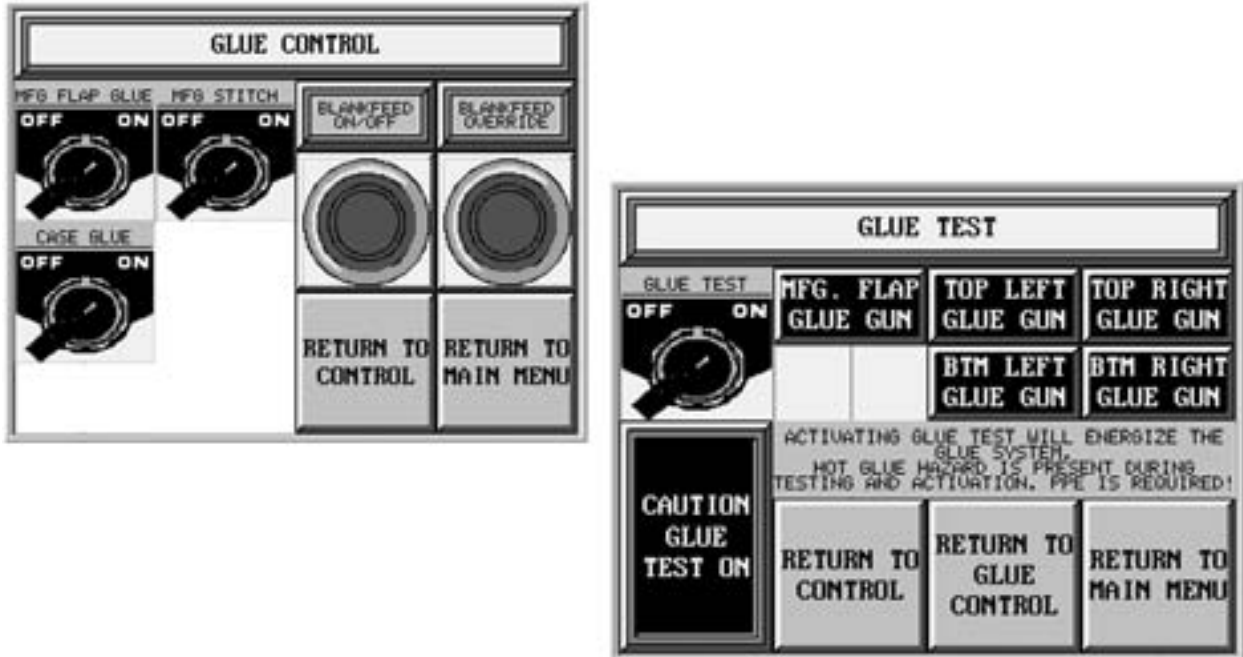 GLUE CONTROL
MFG FLAP GLUE
MFG STITCH
OFF ON
OFF ON
BLANKFEED
ON/OFF
BLANKFEED
OVERRIDE
CASE GLUE
OFF ON
RETURN TO
CONTROL
RETURN TO
MAIN MENU
GLUE TEST
GLUE TEST
OFF ON
MFG. FLAP
GLUE GUN
TOP LEFT
GLUE GUN
TOP RIGHT
GLUE GUN
BTM LEFT
GLUE GUN
BTM RIGHT
GLUE GUN
ACTIVATING GLUE TEST WILL ENERGIZE THE
GLUE SYSTEM.
HOT GLUE HAZARD IS PRESENT DURING
TESTING AND ACTIVATION. PPE IS REQUIRED!
CAUTION
GLUE
TEST ON
RETURN TO
CONTROL
RETURN TO
GLUE
CONTROL
RETURN TO
MAIN MENU